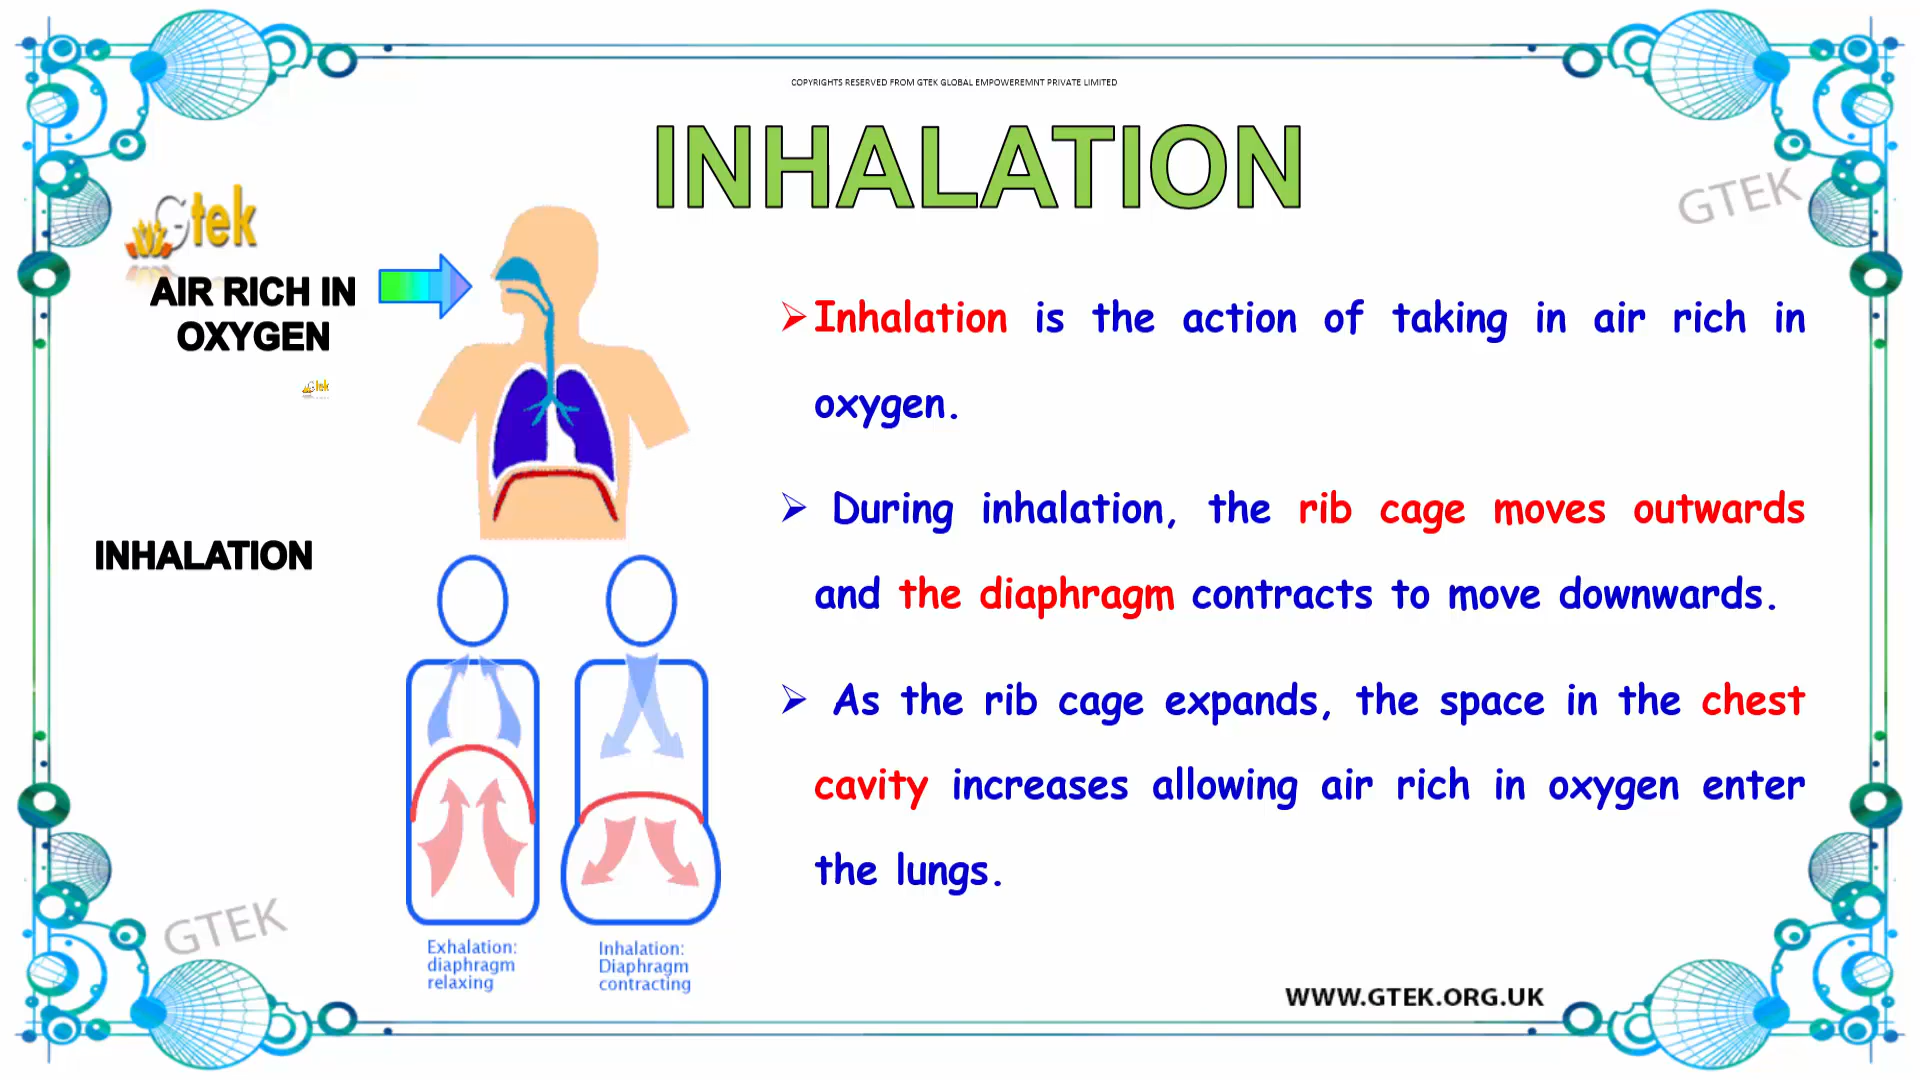 COPYRIGHTS RESERVED FROM GTEK GLOBAL EMPOWEREMNT PRIVATE LIMITED
INHALATION
GTEK
Gtek
AIR RICH IN
OXYGEN
Gtek
INHALATION
➢Inhalation is the action of taking in air rich in
oxygen.
➢ During inhalation, the rib cage moves outwards
and the diaphragm contracts to move downwards.
➢ As the rib cage expands, the space in the chest
cavity increases allowing air rich in oxygen enter
the lungs.
GTEK
Exhalation:
diaphragm
relaxing
Inhalation:
Diaphragm
contracting
WWW.GTEK.ORG.UK